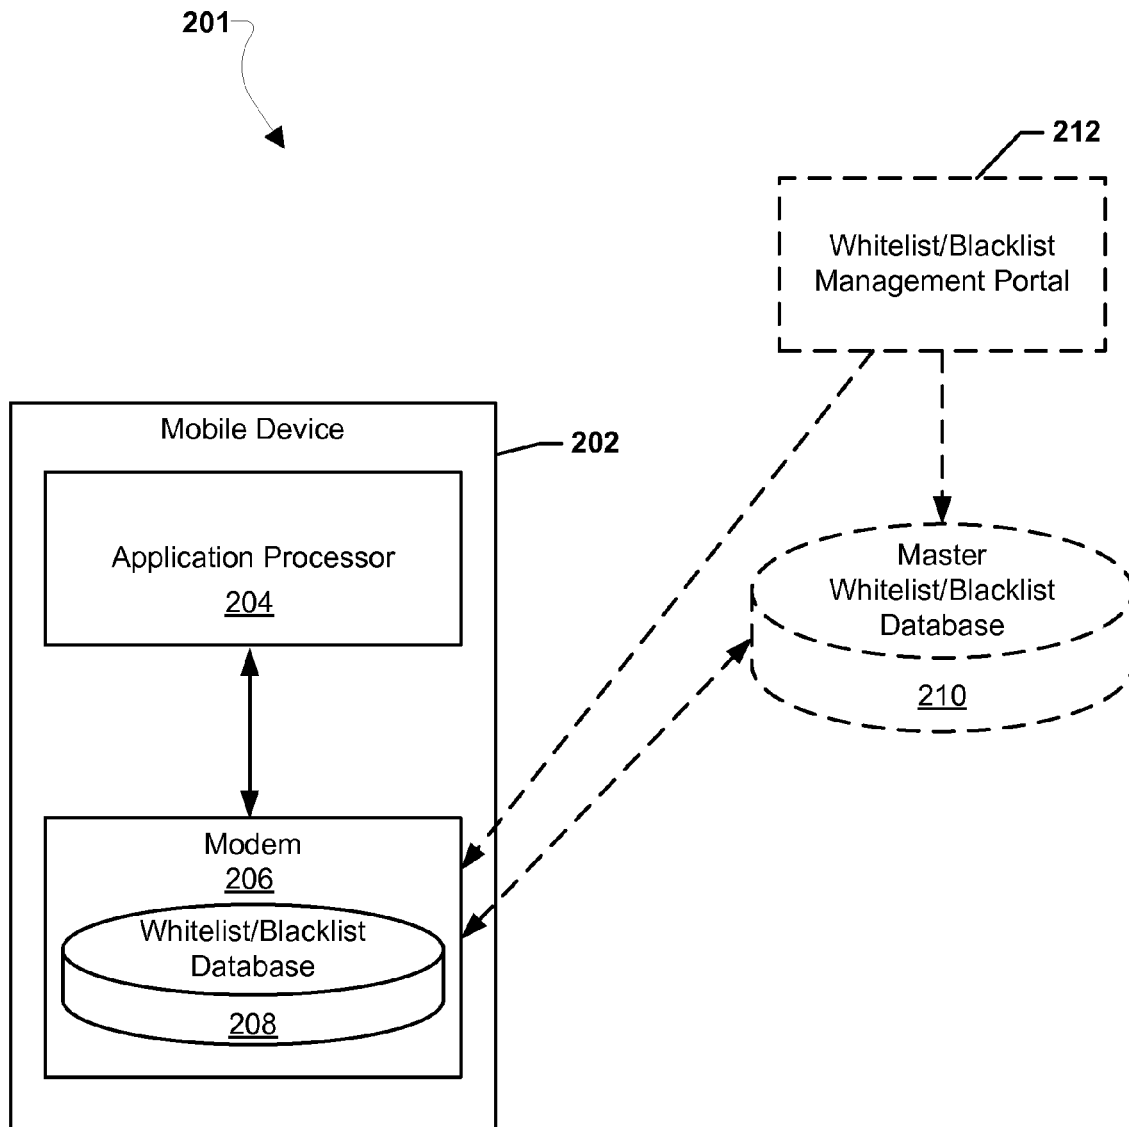 201
212
Whitelist/Blacklist
Management Portal
Mobile Device
202
Application Processor
204
Master
Whitelist/Blacklist
Database
210
Modem
206
Whitelist/Blacklist
Database
208